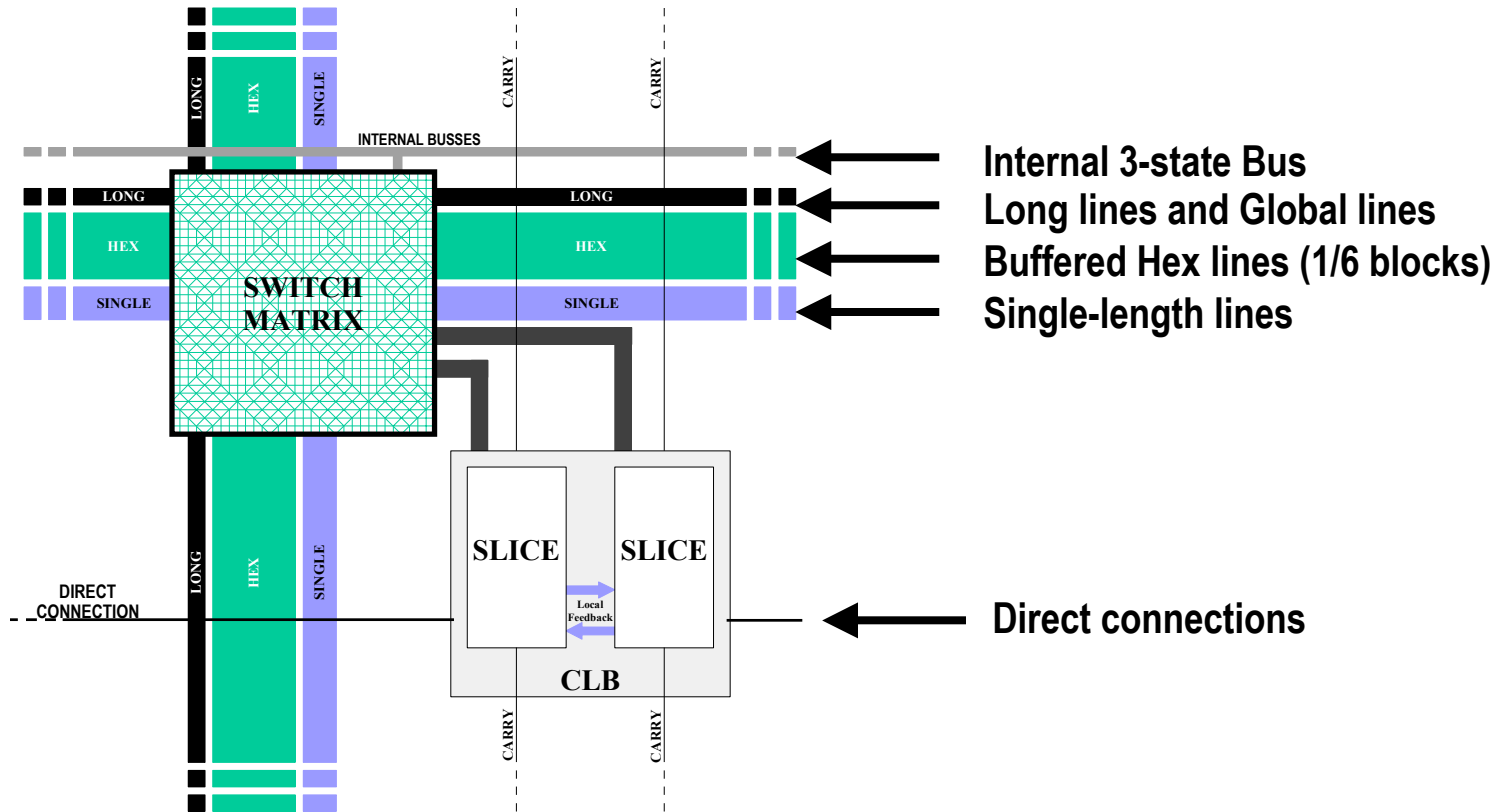 LONG
HEX
SINGLE
CARRY
CARRY
INTERNAL BUSSES
Internal 3-state Bus
LONG
LONG
Long lines and Global lines
HEX
HEX
Buffered Hex lines (1/6 blocks)
SINGLE
SINGLE
Single-length lines
SWITCH
MATRIX
SLICE
SLICE
LONG
HEX
SINGLE
DIRECT
CONNECTION
Local
Feedback
Direct connections
CLB
CARRY
CARRY